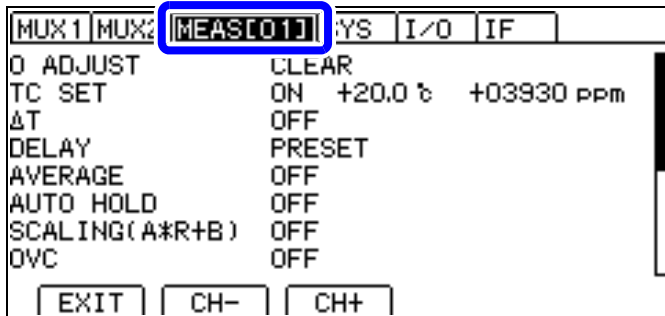 MUX1 MUX2 MEAS[01] SYS I/O IF
0 ADJUST CLEAR
TC SET ON +20.0 ℃ +03930 ppm
ΔT OFF
DELAY PRESET
AVERAGE OFF
AUTO HOLD OFF
SCALING(A*R+B) OFF
OVC OFF
EXIT CH- CH+